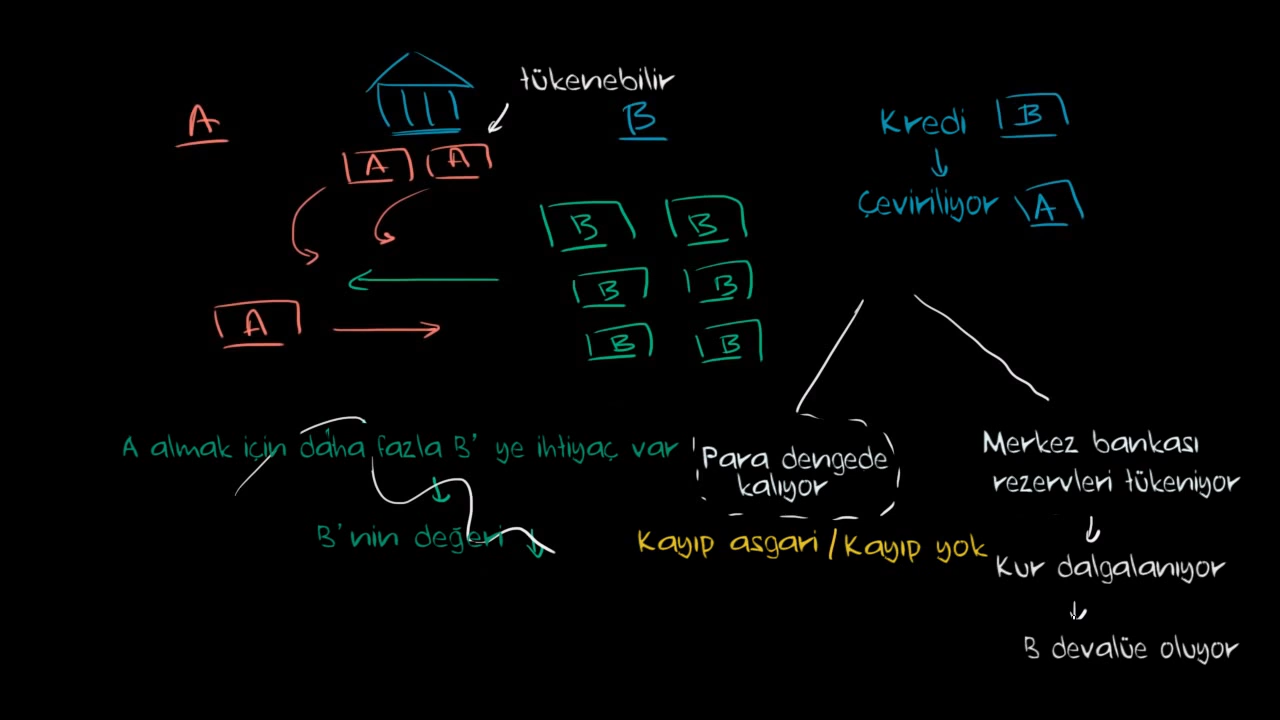 tükenebilir
A
B
A A
Kredi B
Çeviriliyor A
B B
B B
A
B B
A almak için daha fazla B' ye ihtiyaç var
B'nin değeri
Para dengede
kalıyor
Kayıp asgari / Kayıp yok
Merkez bankası
rezervleri tükeniyor
Kur dalgalanıyor
B devalüe oluyor